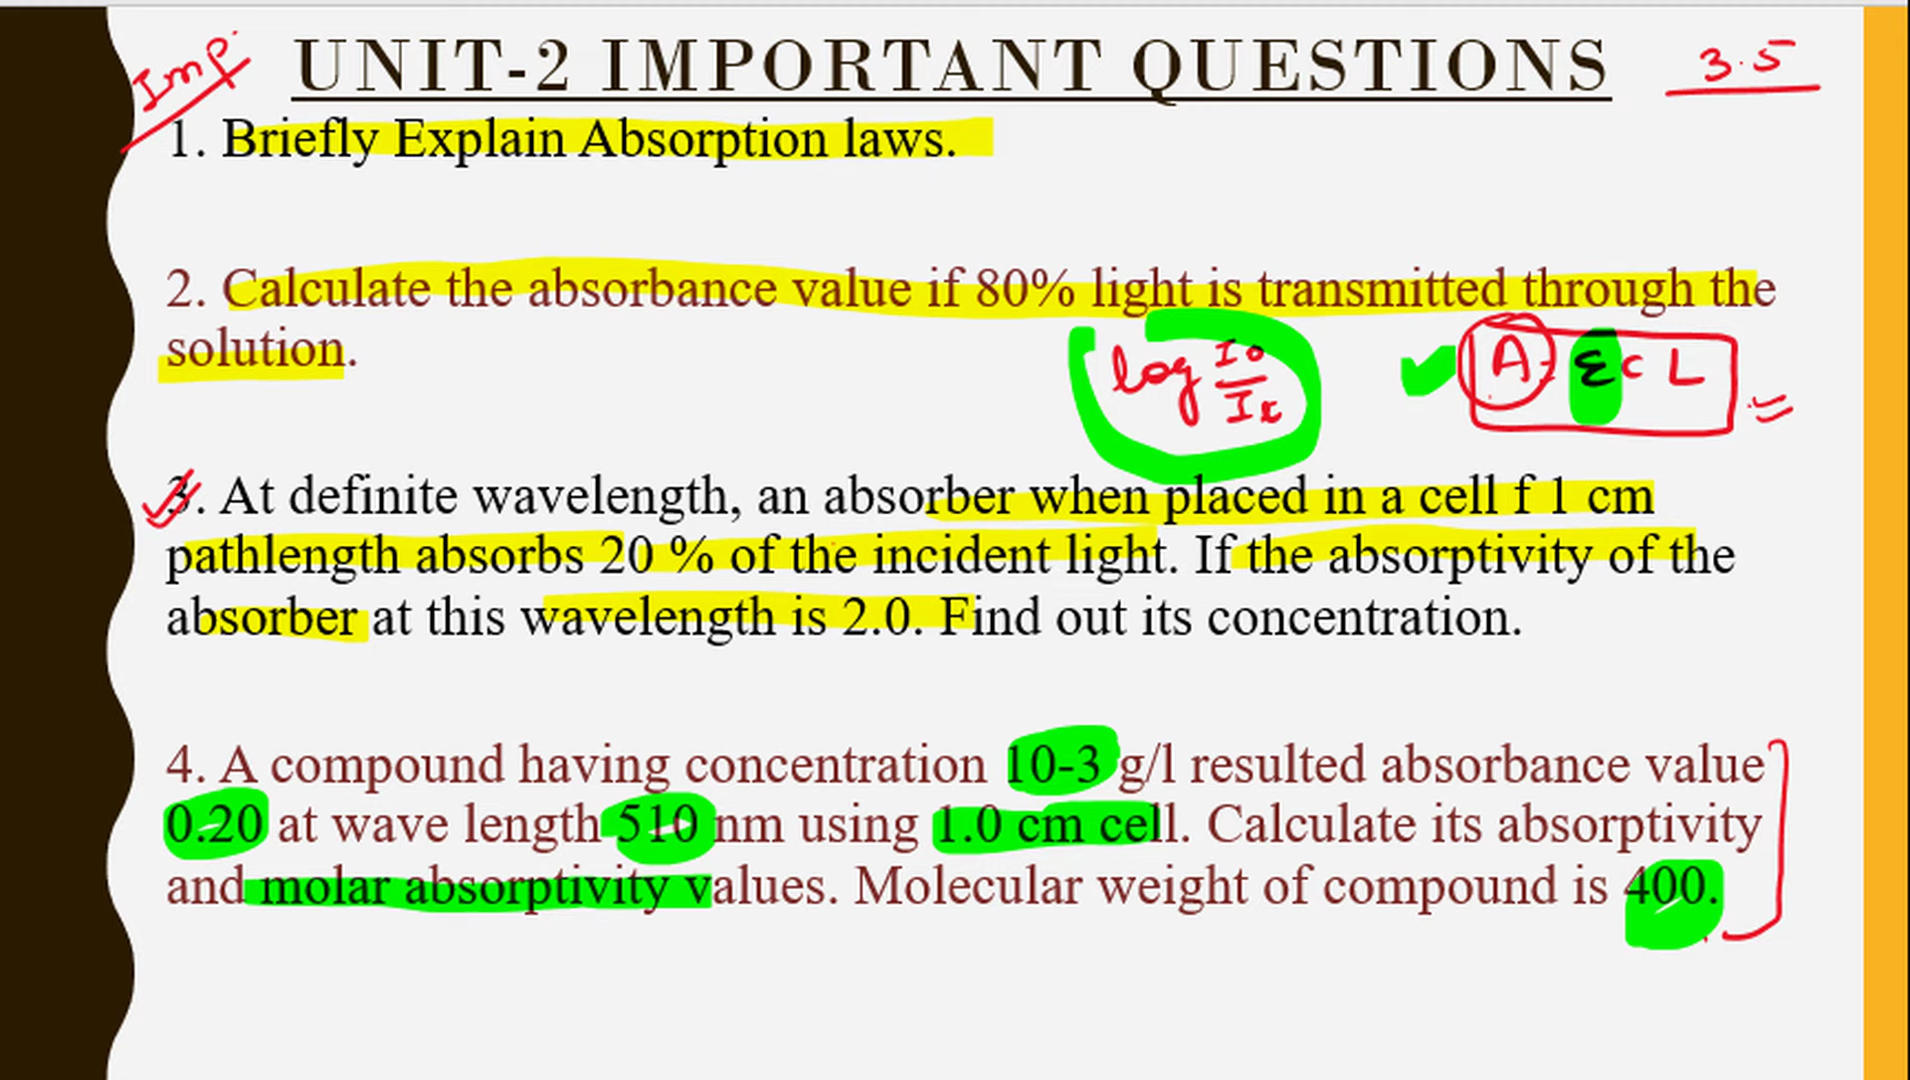 Imp.
UNIT-2 IMPORTANT QUESTIONS
3.5
1. Briefly Explain Absorption laws.
2. Calculate the absorbance value if 80% light is transmitted through the
solution.
log I₀/Iₜ
A = ε c L
3. At definite wavelength, an absorber when placed in a cell f 1 cm
pathlength absorbs 20 % of the incident light. If the absorptivity of the
absorber at this wavelength is 2.0. Find out its concentration.
4. A compound having concentration 10-3 g/l resulted absorbance value
0.20 at wave length 510 nm using 1.0 cm cell. Calculate its absorptivity
and molar absorptivity values. Molecular weight of compound is 400.